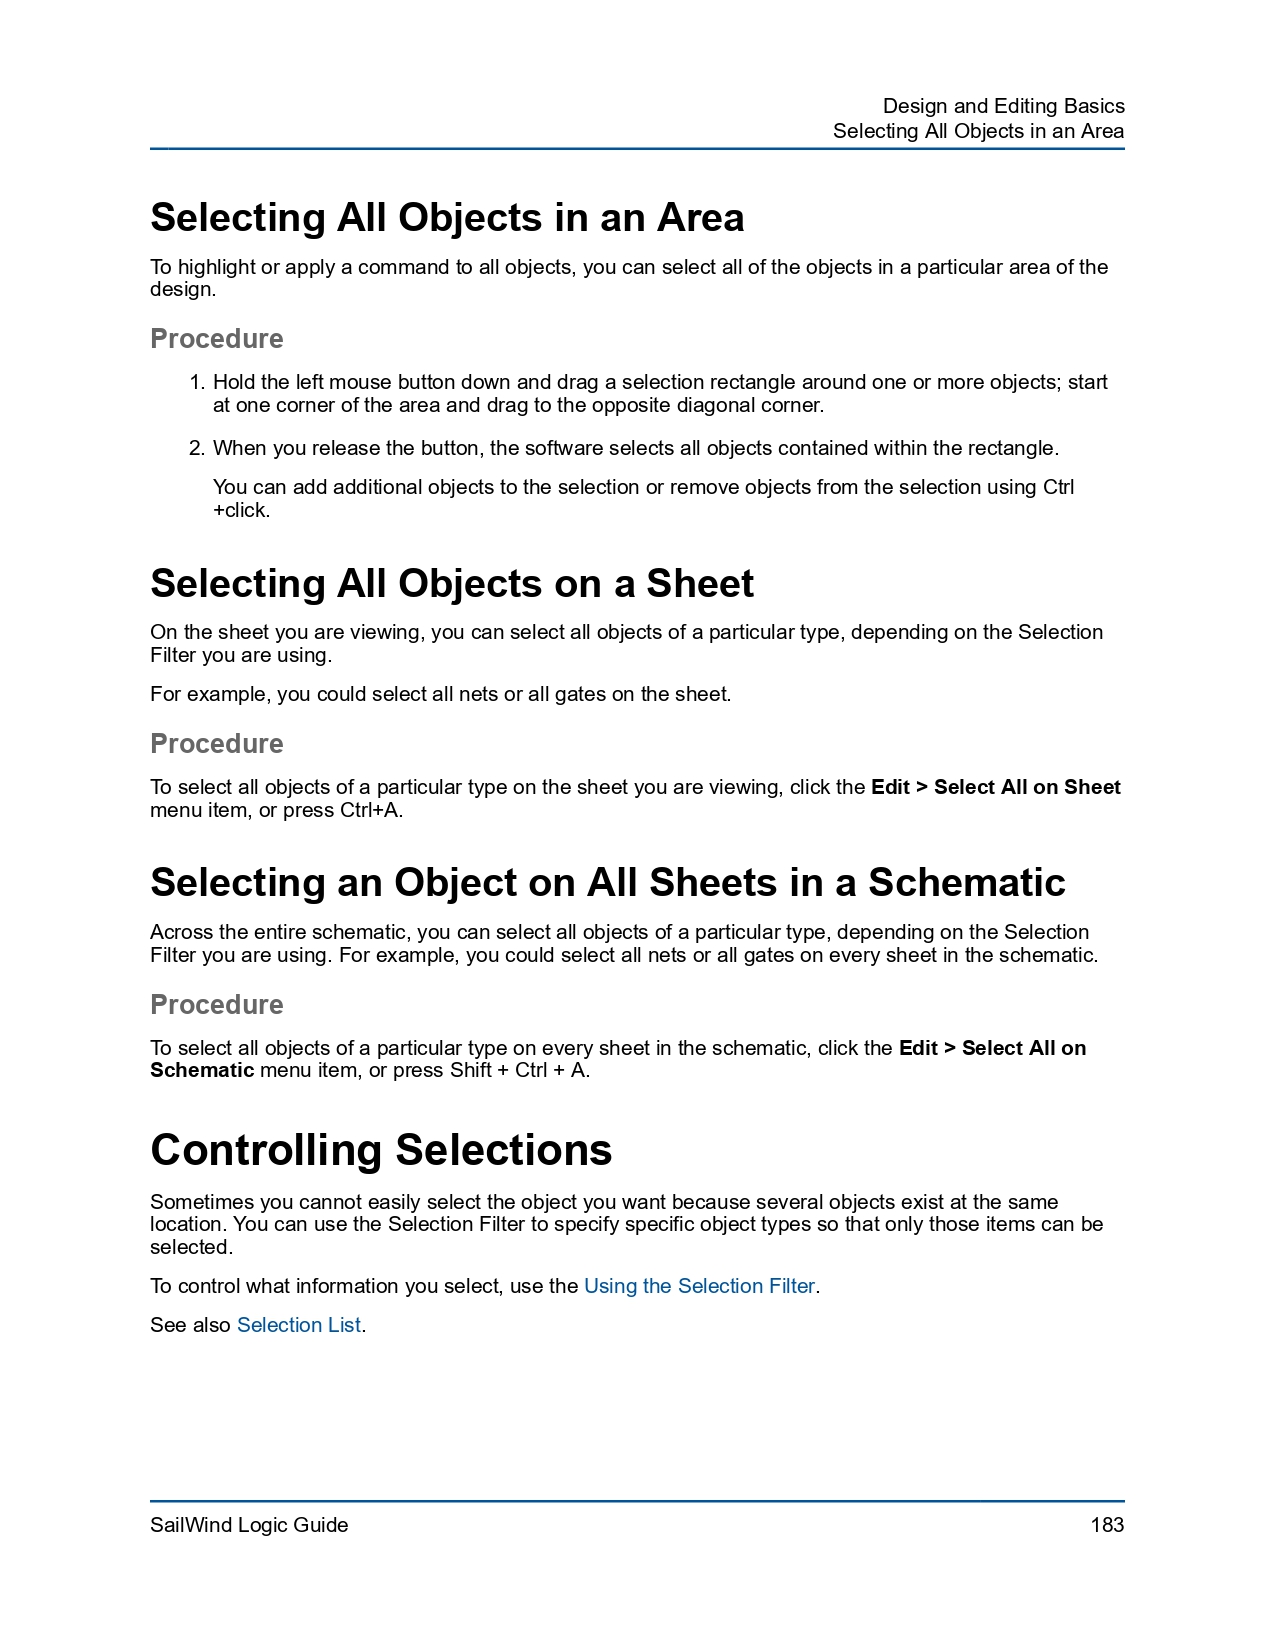 Design and Editing Basics
Selecting All Objects in an Area
Selecting All Objects in an Area
To highlight or apply a command to all objects, you can select all of the objects in a particular area of the
design.
Procedure
1. Hold the left mouse button down and drag a selection rectangle around one or more objects; start
at one corner of the area and drag to the opposite diagonal corner.
2. When you release the button, the software selects all objects contained within the rectangle.
You can add additional objects to the selection or remove objects from the selection using Ctrl
+click.
Selecting All Objects on a Sheet
On the sheet you are viewing, you can select all objects of a particular type, depending on the Selection
Filter you are using.
For example, you could select all nets or all gates on the sheet.
Procedure
To select all objects of a particular type on the sheet you are viewing, click the Edit > Select All on Sheet
menu item, or press Ctrl+A.
Selecting an Object on All Sheets in a Schematic
Across the entire schematic, you can select all objects of a particular type, depending on the Selection
Filter you are using. For example, you could select all nets or all gates on every sheet in the schematic.
Procedure
To select all objects of a particular type on every sheet in the schematic, click the Edit > Select All on
Schematic menu item, or press Shift + Ctrl + A.
Controlling Selections
Sometimes you cannot easily select the object you want because several objects exist at the same
location. You can use the Selection Filter to specify specific object types so that only those items can be
selected.
To control what information you select, use the Using the Selection Filter.
See also Selection List.
SailWind Logic Guide 183